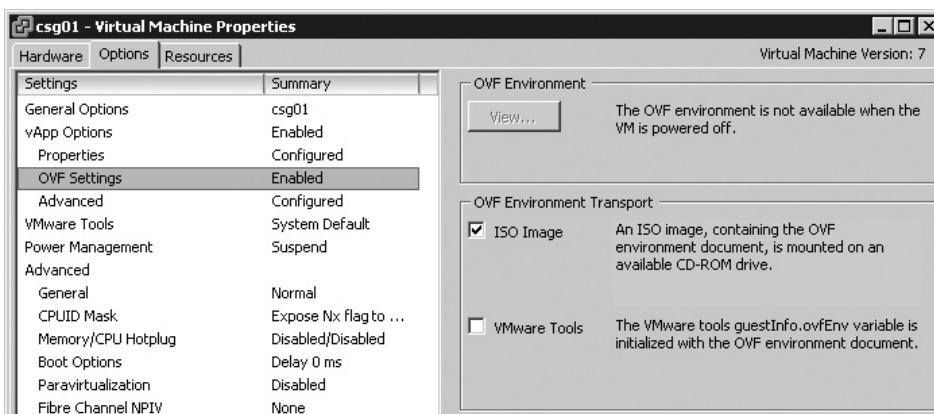 csg01 - Virtual Machine Properties
Hardware Options Resources Virtual Machine Version: 7
Settings Summary
General Options csg01
vApp Options Enabled
Properties Configured
OVF Settings Enabled
Advanced Configured
VMware Tools System Default
Power Management Suspend
Advanced
General Normal
CPUID Mask Expose Nx flag to ...
Memory/CPU Hotplug Disabled/Disabled
Boot Options Delay 0 ms
Paravirtualization Disabled
Fibre Channel NPIV None
OVF Environment
View... The OVF environment is not available when the
VM is powered off.
OVF Environment Transport
ISO Image An ISO image, containing the OVF
environment document, is mounted on an
available CD-ROM drive.
VMware Tools The VMware tools guestInfo.ovfEnv variable is
initialized with the OVF environment document.